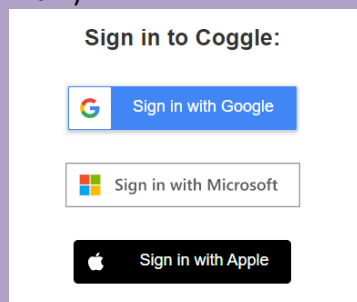 Sign in to Coggle:
Sign in with Google
Sign in with Microsoft
Sign in with Apple